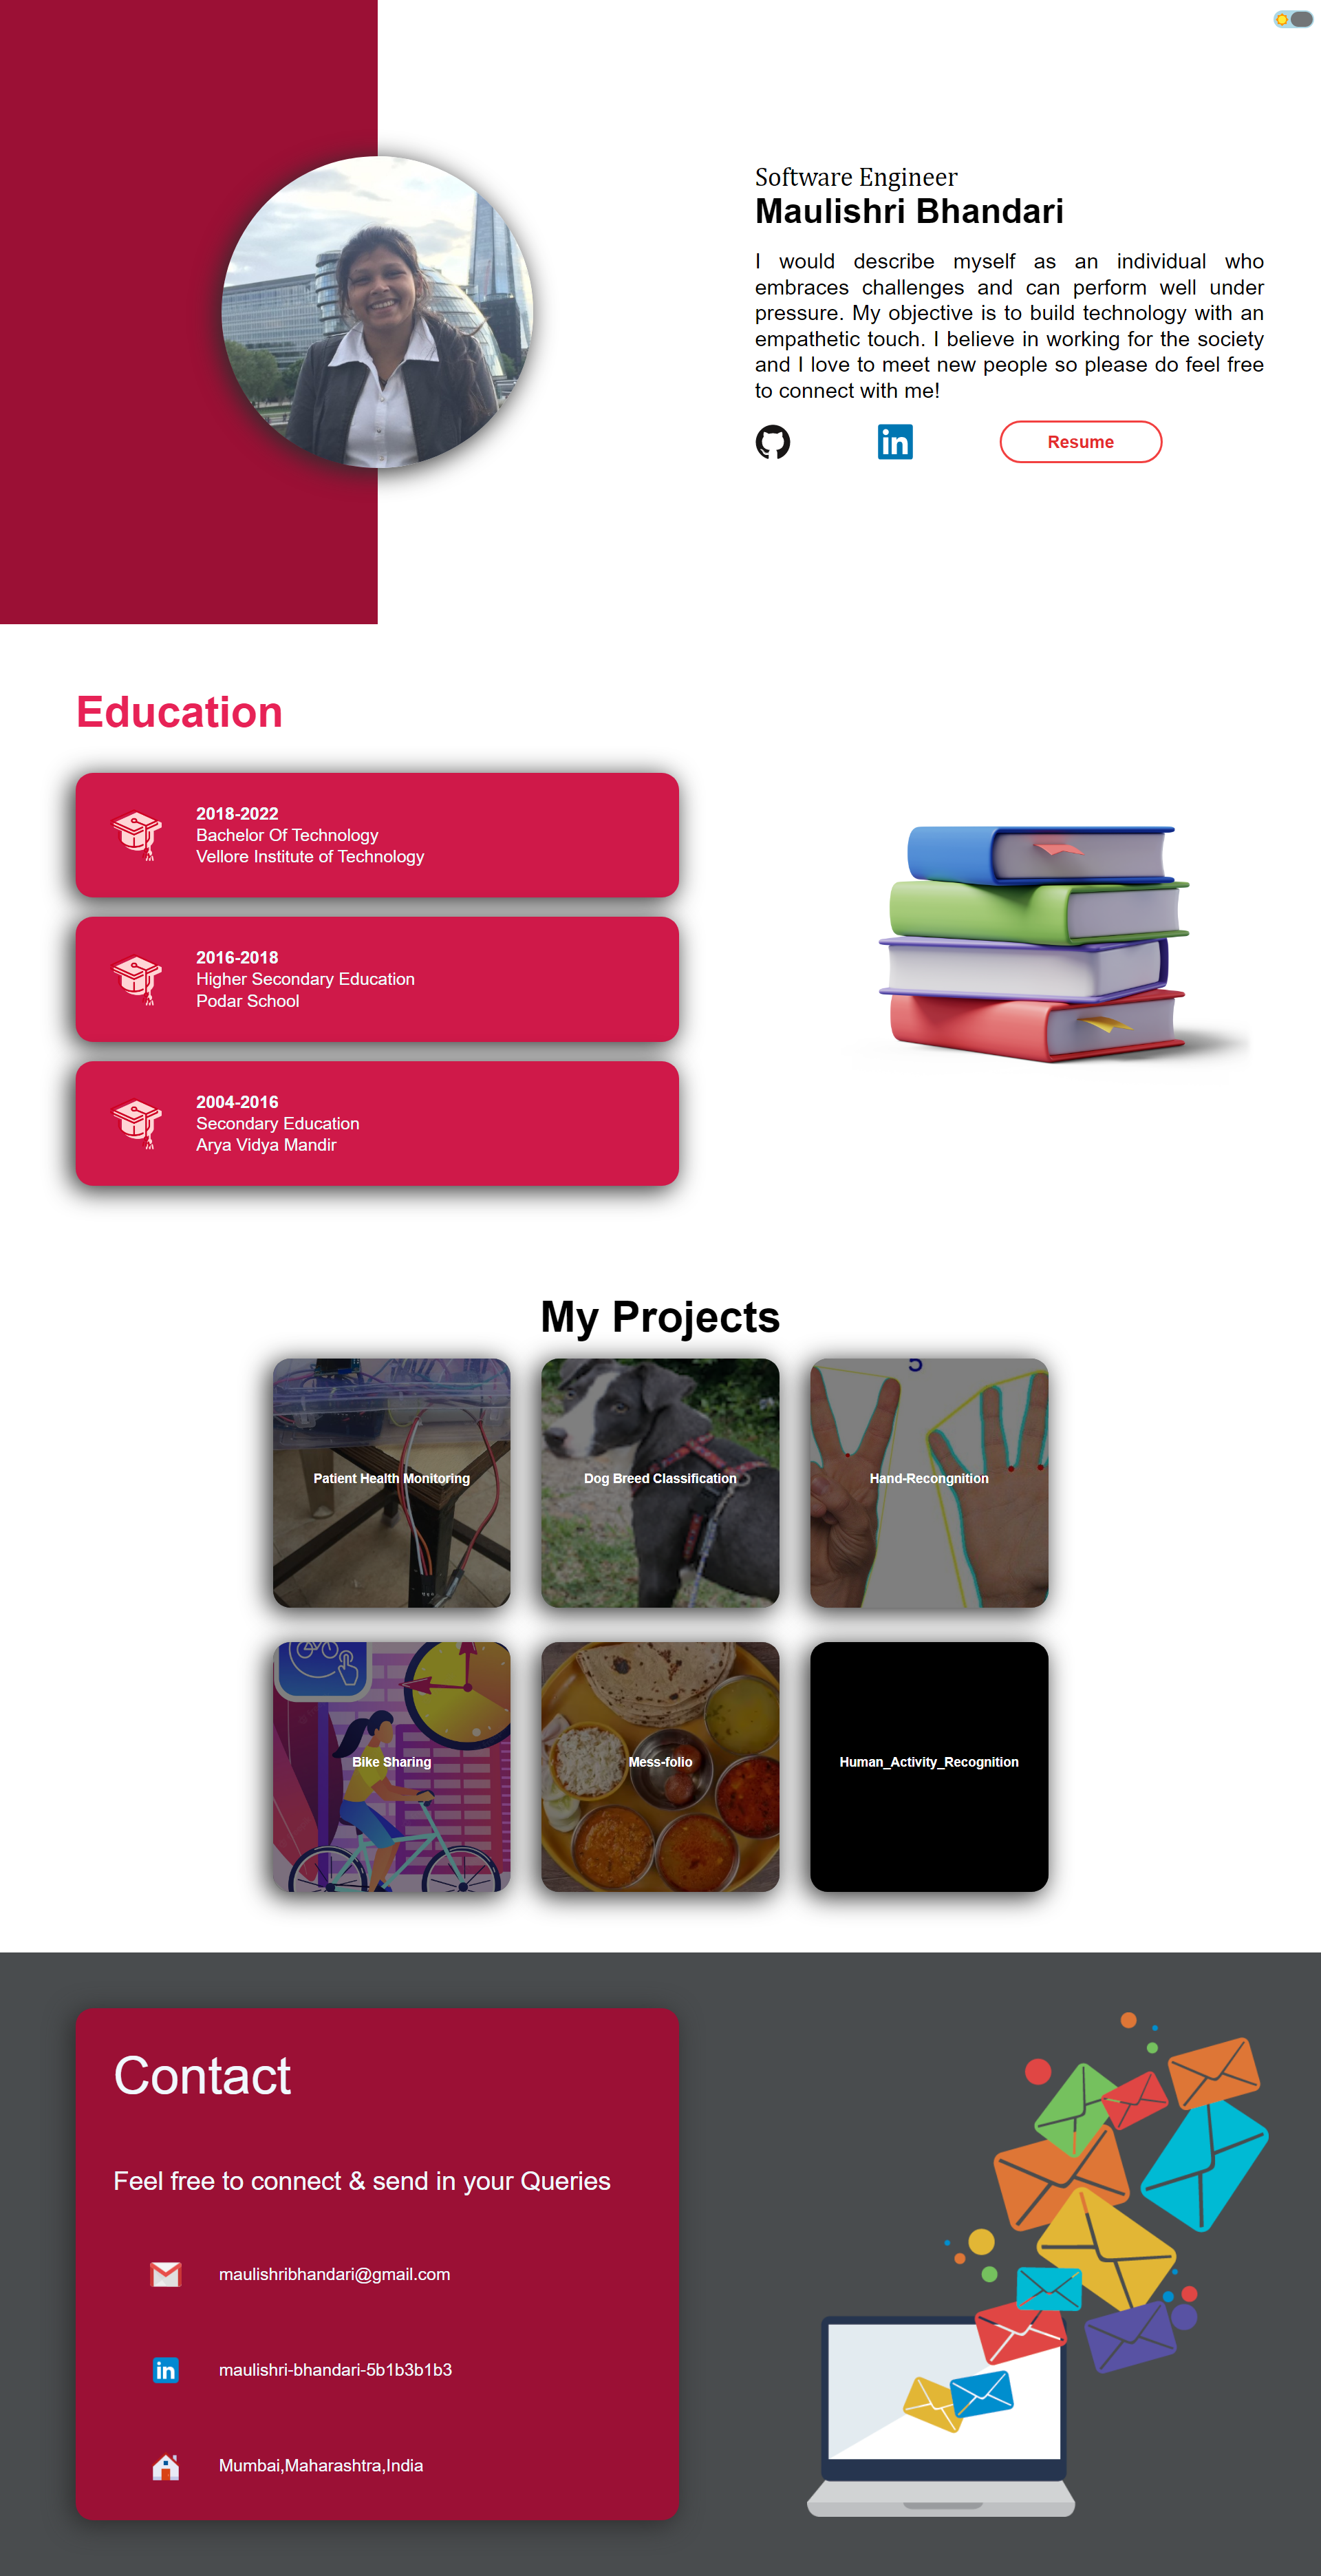 Software Engineer
Maulishri Bhandari
I would describe myself as an individual who
embraces challenges and can perform well under
pressure. My objective is to build technology with an
empathetic touch. I believe in working for the society
and I love to meet new people so please do feel free
to connect with me!
in
Resume
Education
2018-2022
Bachelor Of Technology
Vellore Institute of Technology
2016-2018
Higher Secondary Education
Podar School
2004-2016
Secondary Education
Arya Vidya Mandir
My Projects
5
Patient Health Monitoring
Dog Breed Classification
Hand-Recongnition
Bike Sharing
Mess-folio
Human_Activity_Recognition
Contact
Feel free to connect & send in your Queries
maulishribhandari@gmail.com
in
maulishri-bhandari-5b1b3b1b3
Mumbai,Maharashtra,India